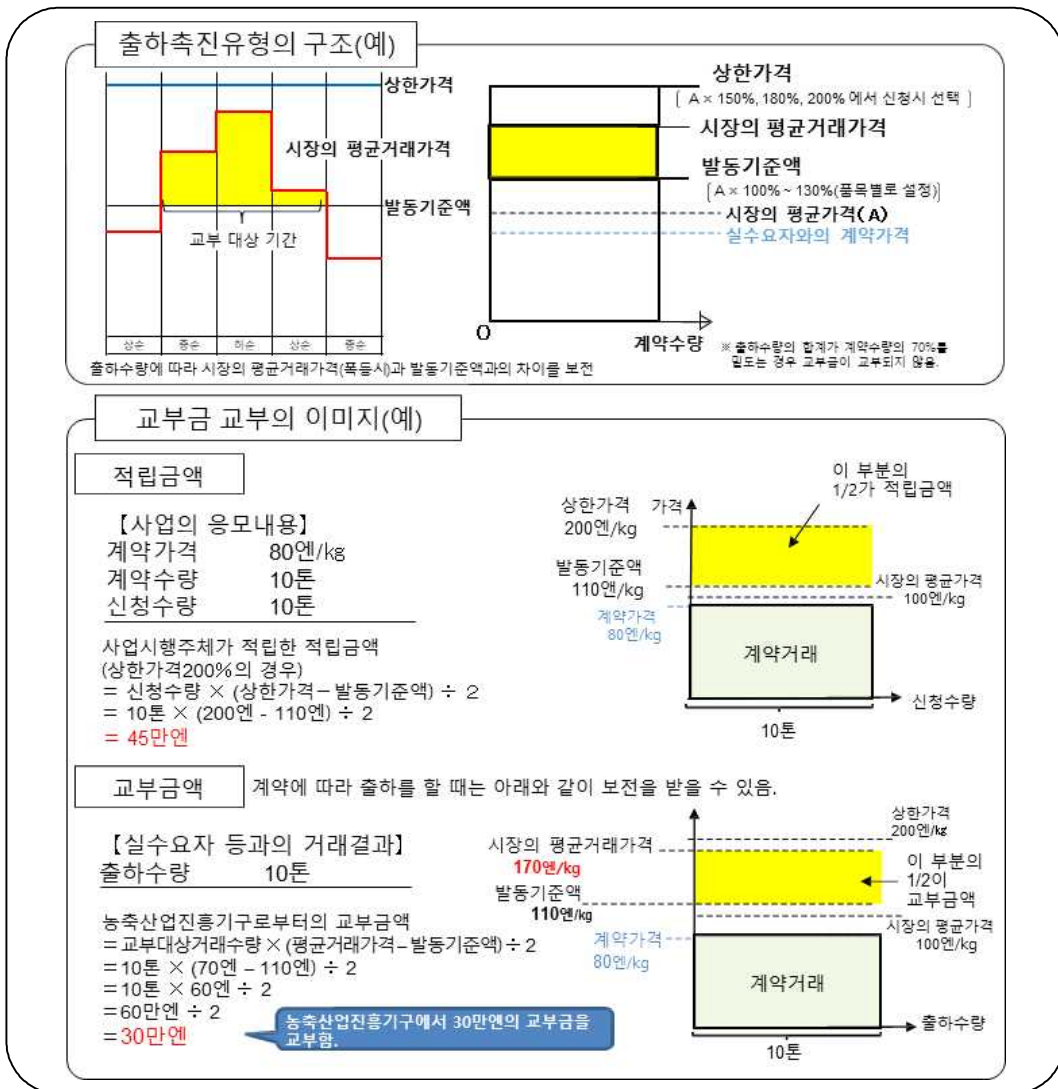 출하촉진유형의 구조(예)
상한가격
시장의 평균거래가격
발동기준액
교부 대상 기간
상순 중순 하순 상순 중순
출하수량에 따라 시장의 평균거래가격(폭등시)과 발동기준액과의 차이를 보전
상한가격
[ A × 150%, 180%, 200% 에서 신청시 선택 ]
시장의 평균거래가격
발동기준액
[A × 100% ~ 130%(품목별로 설정)]
시장의 평균가격(A)
실수요자와의 계약가격
O
계약수량
※ 출하수량의 합계가 계약수량의 70%를
밑도는 경우 교부금이 교부되지 않음.
교부금 교부의 이미지(예)
적립금액
【사업의 응모내용】
계약가격 80엔/kg
계약수량 10톤
신청수량 10톤
사업시행주체가 적립한 적립금액
(상한가격200%의 경우)
= 신청수량 × (상한가격－발동기준액) ÷ 2
= 10톤 × (200엔 - 110엔) ÷ 2
= 45만엔
이 부분의
1/2가 적립금액
상한가격 가격
200엔/kg
발동기준액
110앤/kg
시장의 평균가격
100엔/kg
계약가격
80엔/kg
계약거래
신청수량
10톤
교부금액 계약에 따라 출하를 할 때는 아래와 같이 보전을 받을 수 있음.
【실수요자 등과의 거래결과】
출하수량 10톤
농축산업진흥기구로부터의 교부금액
=교부대상거래수량 × (평균거래가격－발동기준액) ÷ 2
=10톤 × (70엔 – 110엔) ÷ 2
=10톤 × 60엔 ÷ 2
=60만엔 ÷ 2
=30만엔
농축산업진흥기구에서 30만엔의 교부금을
교부함.
상한가격
200엔/kg
시장의 평균거래가격
170엔/kg
이 부분의
1/2이
교부금액
발동기준액
110엔/kg
시장의 평균가격
100엔/kg
계약가격
80엔/kg
계약거래
출하수량
10톤